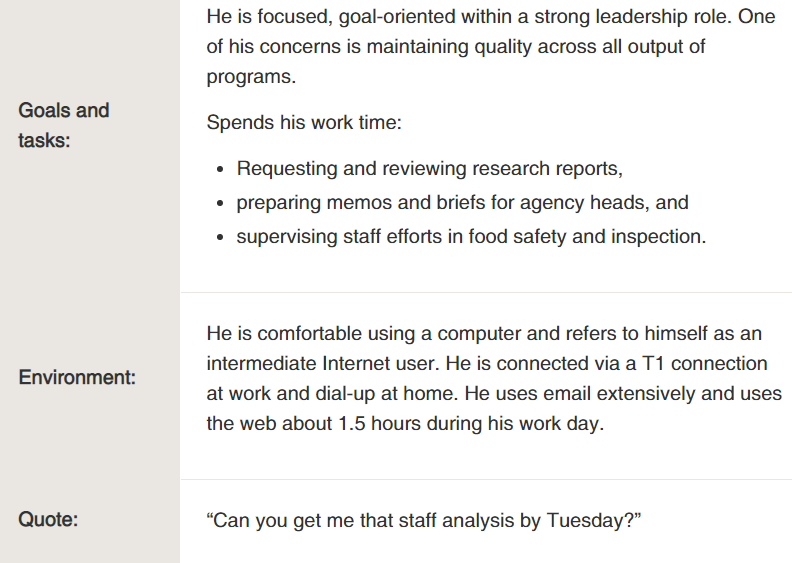 He is focused, goal-oriented within a strong leadership role. One
of his concerns is maintaining quality across all output of
programs.
Goals and
tasks:
Spends his work time:
• Requesting and reviewing research reports,
• preparing memos and briefs for agency heads, and
• supervising staff efforts in food safety and inspection.
Environment:
He is comfortable using a computer and refers to himself as an
intermediate Internet user. He is connected via a T1 connection
at work and dial-up at home. He uses email extensively and uses
the web about 1.5 hours during his work day.
Quote:
“Can you get me that staff analysis by Tuesday?”